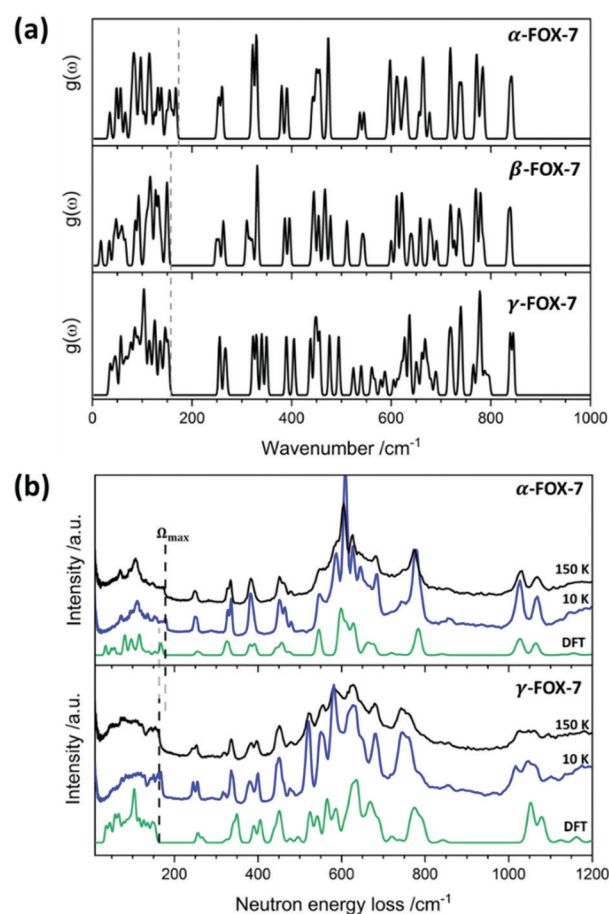 (a)
α-FOX-7
g(ω)
β-FOX-7
g(ω)
γ-FOX-7
g(ω)
0 200 400 600 800 1000
Wavenumber /cm-1
(b)
α-FOX-7
Ωmax
Intensity /a.u.
150 K
10 K
DFT
γ-FOX-7
Intensity /a.u.
150 K
10 K
DFT
200 400 600 800 1000 1200
Neutron energy loss /cm-1